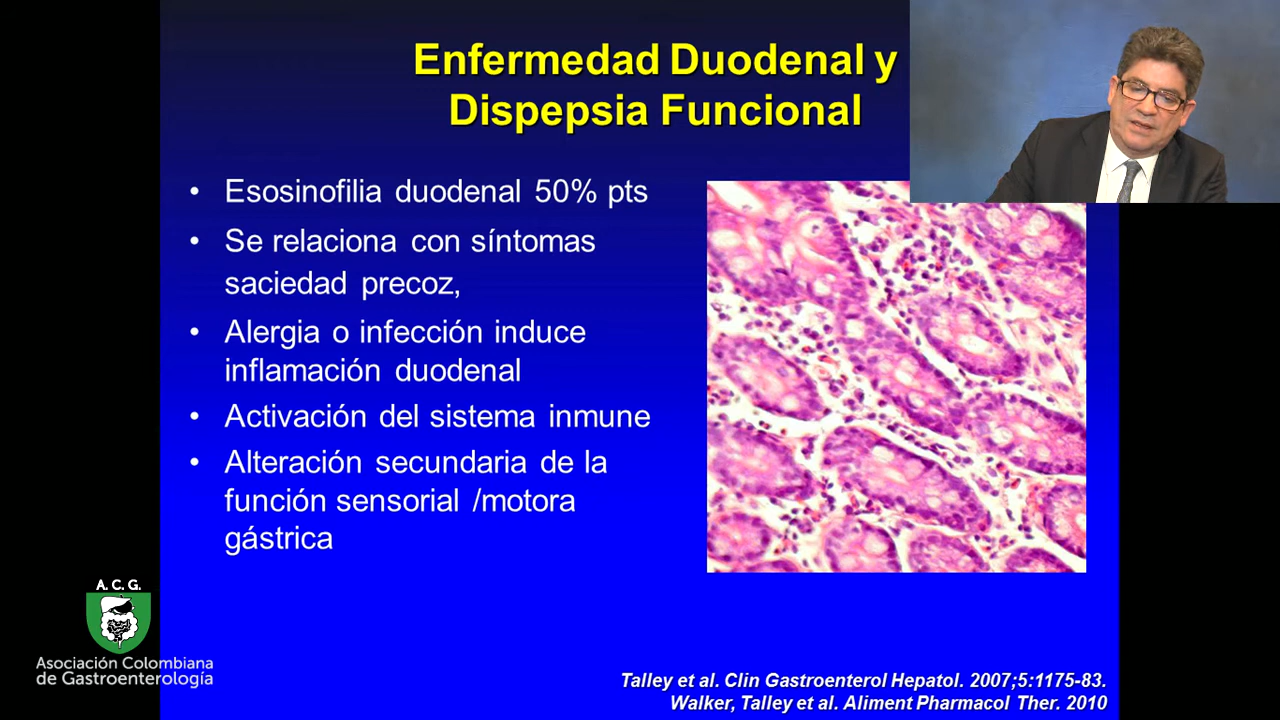 Enfermedad Duodenal y
Dispepsia Funcional
• Esosinofilia duodenal 50% pts
• Se relaciona con síntomas
saciedad precoz,
• Alergia o infección induce
inflamación duodenal
• Activación del sistema inmune
• Alteración secundaria de la
función sensorial /motora
gástrica
A. C. G.
Asociación Colombiana
de Gastroenterología
Talley et al. Clin Gastroenterol Hepatol. 2007;5:1175-83.
Walker, Talley et al. Aliment Pharmacol Ther. 2010